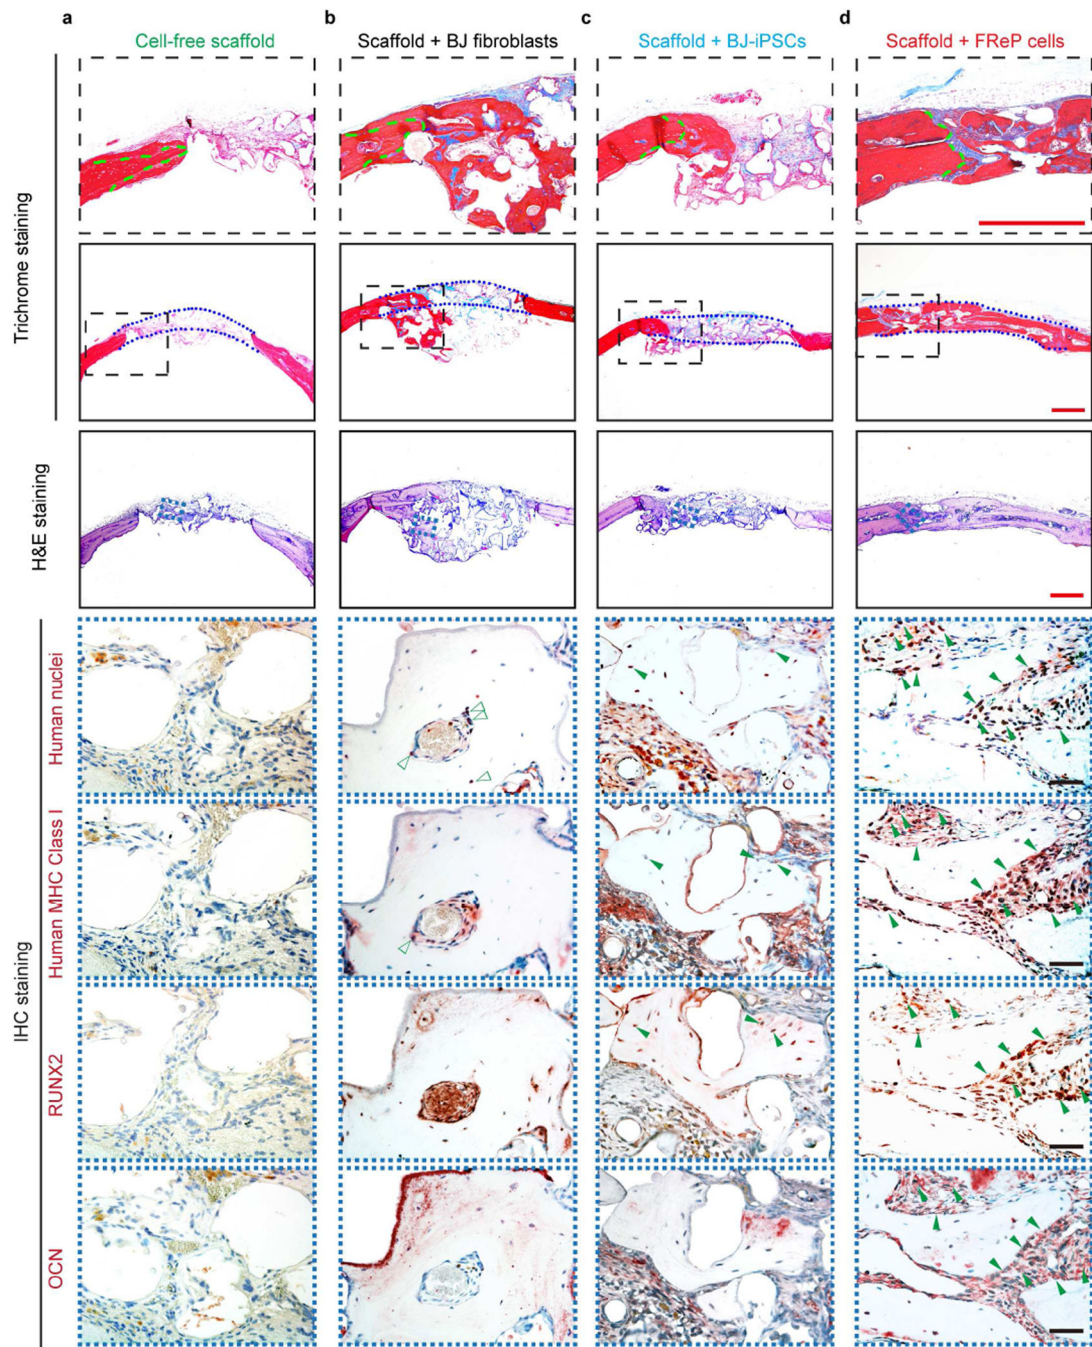 a
b
c
d
Cell-free scaffold
Scaffold + BJ fibroblasts
Scaffold + BJ-iPSCs
Scaffold + FReP cells
Trichrome staining
H&E staining
IHC staining
Human nuclei
Human MHC Class I
RUNX2
OCN